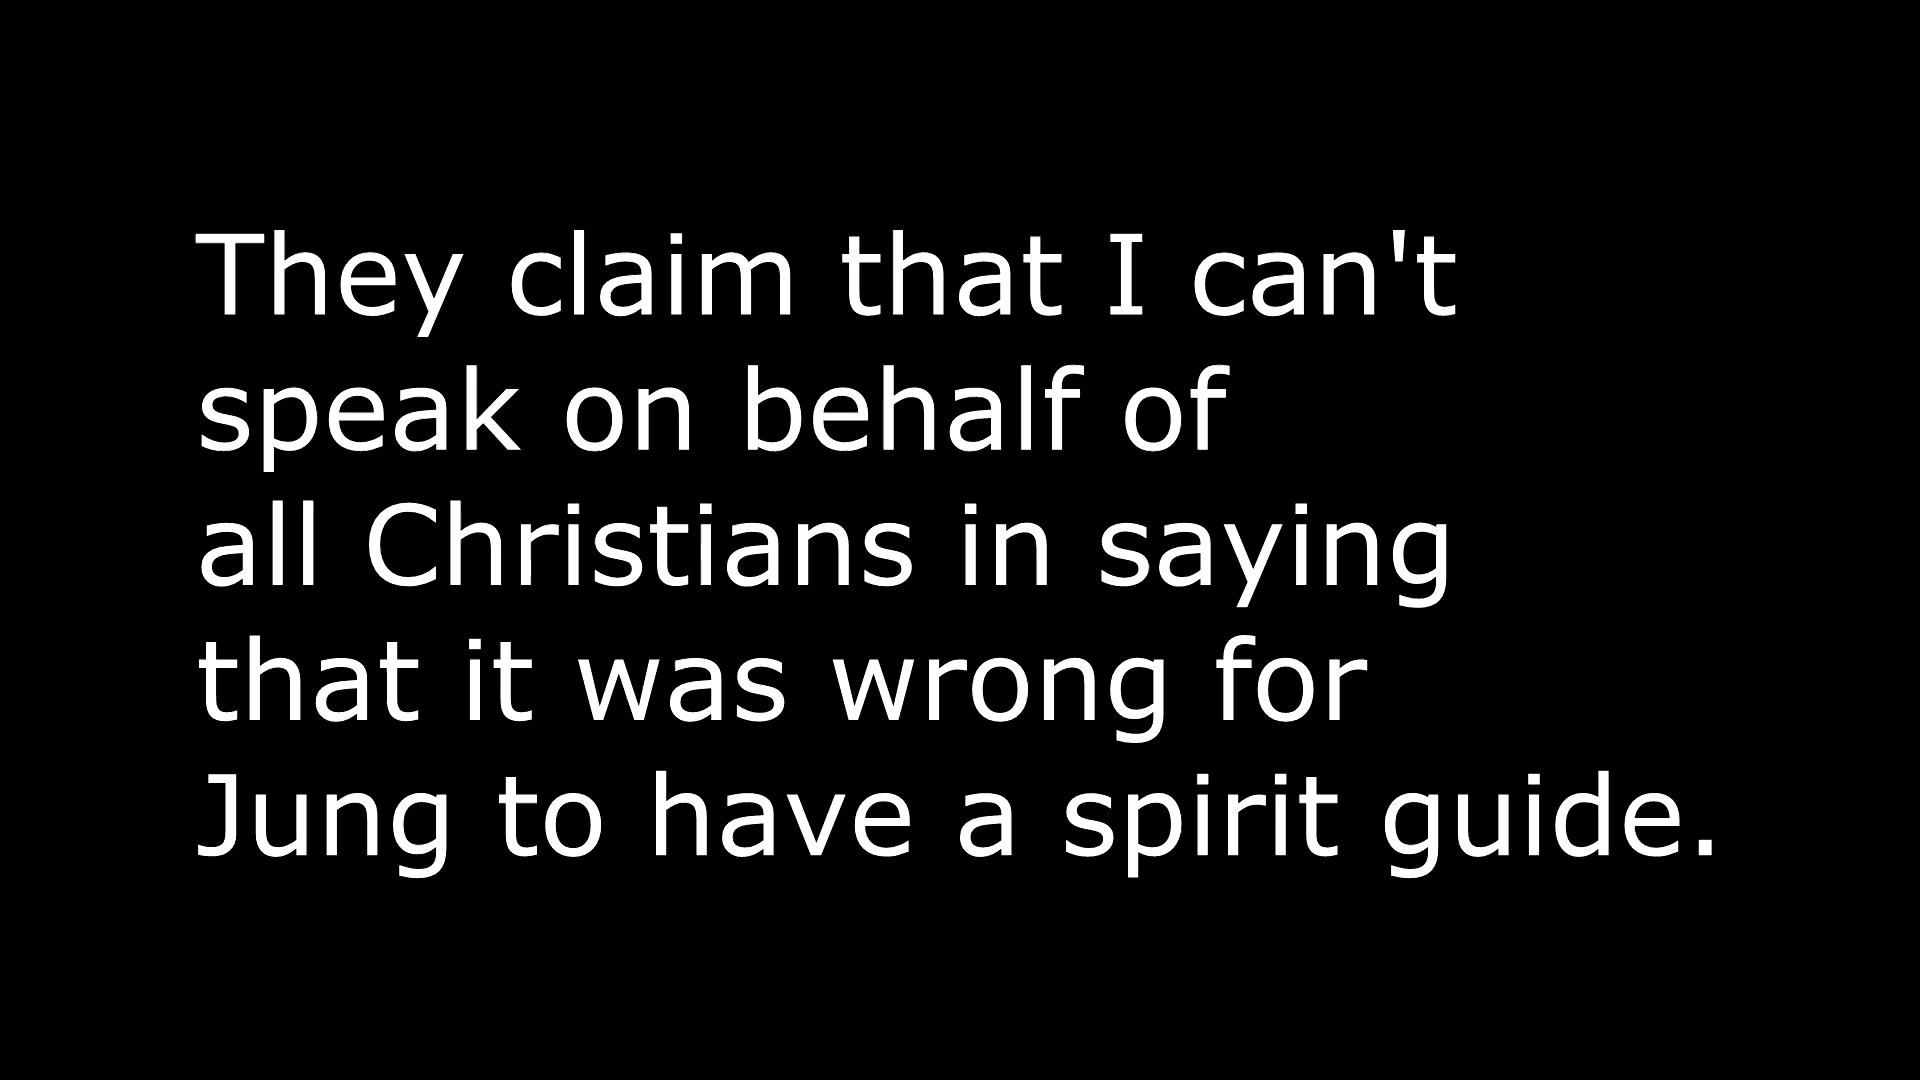 They claim that I can't
speak on behalf of
all Christians in saying
that it was wrong for
Jung to have a spirit guide.